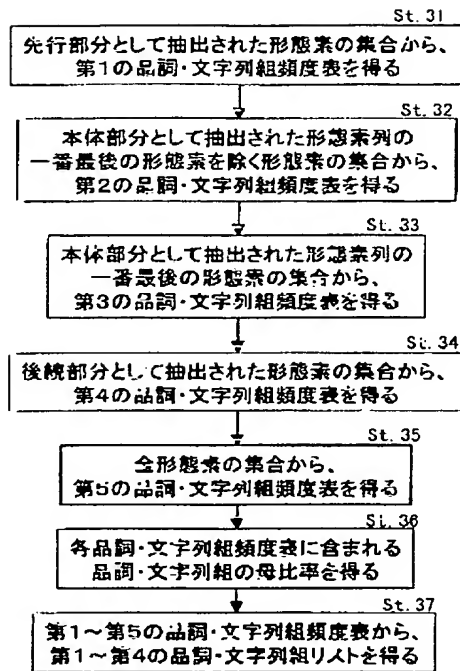 St.31
先行部分として抽出された形態素の集合から、
第1の品詞・文字列組頻度表を得る
St.32
本体部分として抽出された形態素列の
一番最後の形態素を除く形態素の集合から、
第2の品詞・文字列組頻度表を得る
St.33
本体部分として抽出された形態素列の
一番最後の形態素の集合から、
第3の品詞・文字列組頻度表を得る
St.34
後続部分として抽出された形態素の集合から、
第4の品詞・文字列組頻度表を得る
St.35
全形態素の集合から、
第5の品詞・文字列組頻度表を得る
St.36
各品詞・文字列組頻度表に含まれる
品詞・文字列組の母比率を得る
St.37
第1～第5の品詞・文字列組頻度表から、
第1～第4の品詞・文字列組リストを得る